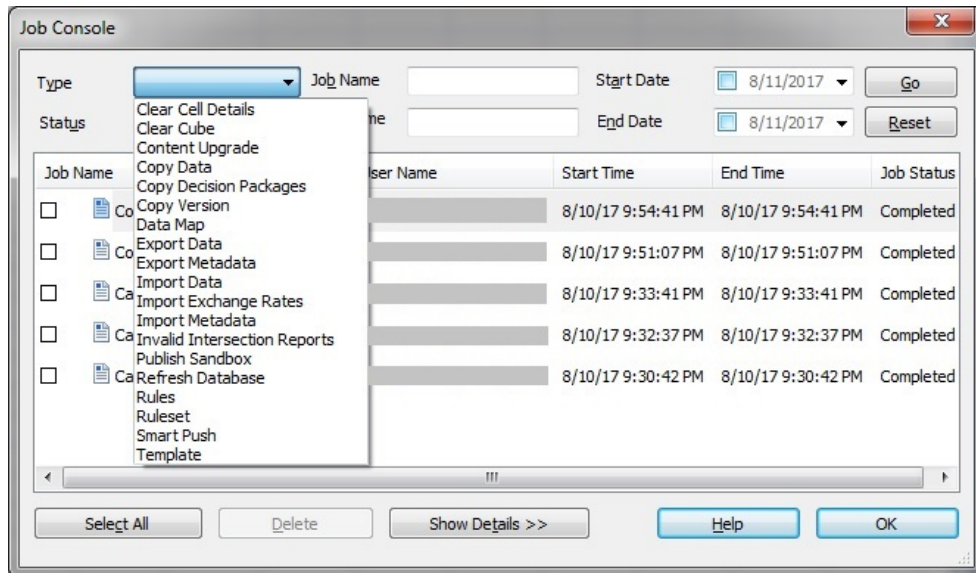 Job Console
Type Job Name Start Date 8/11/2017 Go
Status me End Date 8/11/2017 Reset
Clear Cell Details
Clear Cube
Content Upgrade
Copy Data
Copy Decision Packages
Copy Version
Data Map
Export Data
Export Metadata
Import Data
Import Exchange Rates
Import Metadata
Invalid Intersection Reports
Publish Sandbox
Refresh Database
Rules
Ruleset
Smart Push
Template
Job Name User Name Start Time End Time Job Status
Co 8/10/17 9:54:41 PM 8/10/17 9:54:41 PM Completed
Co 8/10/17 9:51:07 PM 8/10/17 9:51:07 PM Completed
Ca 8/10/17 9:33:41 PM 8/10/17 9:33:41 PM Completed
Ca 8/10/17 9:32:37 PM 8/10/17 9:32:37 PM Completed
Ca 8/10/17 9:30:42 PM 8/10/17 9:30:42 PM Completed
Select All Delete Show Details >> Help OK